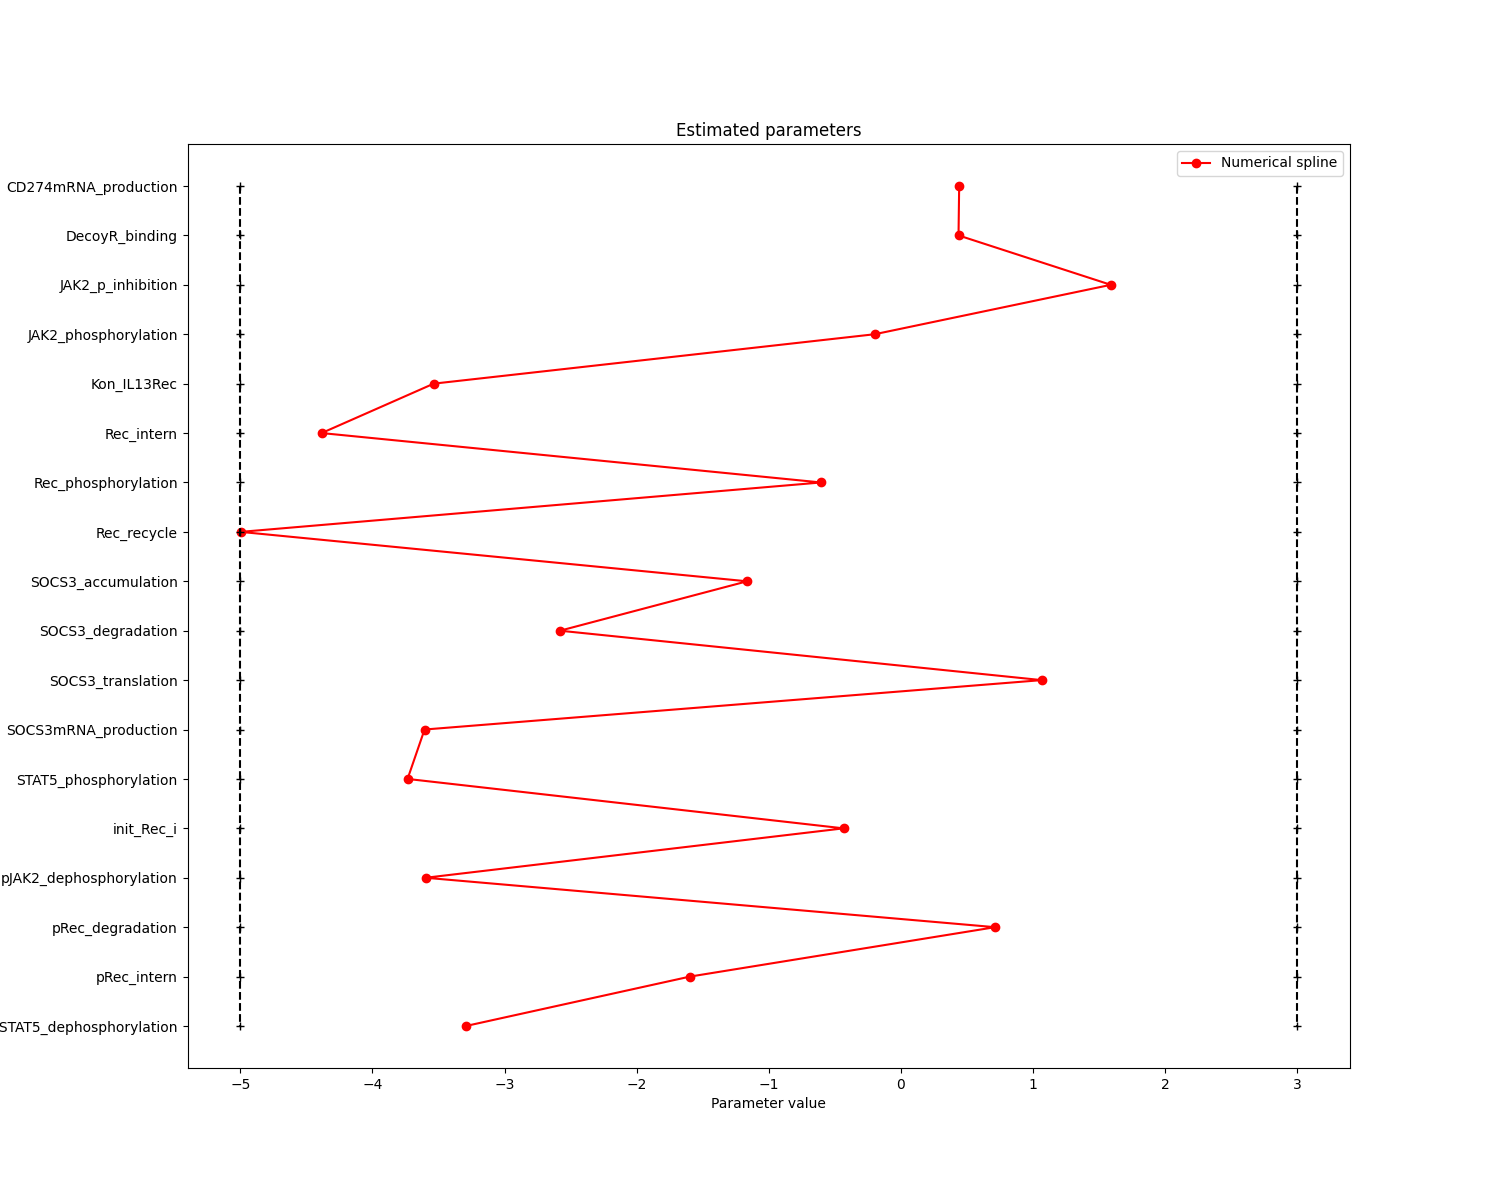 Estimated parameters
Numerical spline
CD274mRNA_production
DecoyR_binding
JAK2_p_inhibition
JAK2_phosphorylation
Kon_IL13Rec
Rec_intern
Rec_phosphorylation
Rec_recycle
SOCS3_accumulation
SOCS3_degradation
SOCS3_translation
SOCS3mRNA_production
STAT5_phosphorylation
init_Rec_i
pJAK2_dephosphorylation
pRec_degradation
pRec_intern
STAT5_dephosphorylation
−5 −4 −3 −2 −1 0 1 2 3
Parameter value